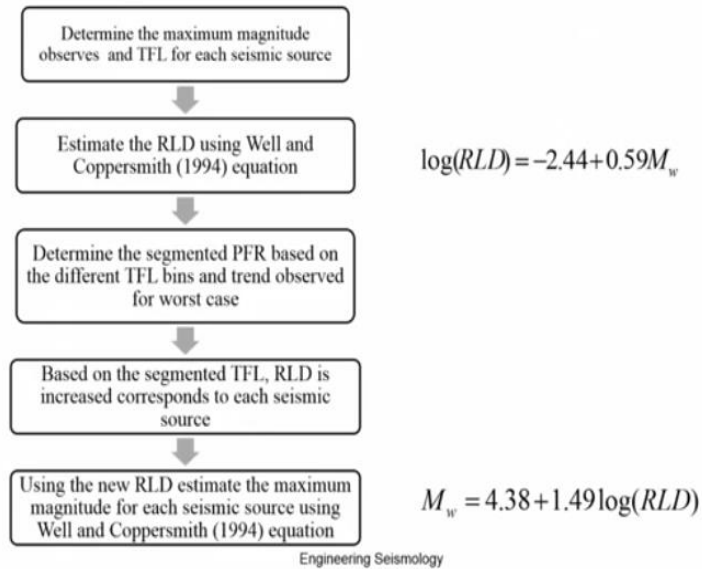 Determine the maximum magnitude
observes and TFL for each seismic source
Estimate the RLD using Well and
Coppersmith (1994) equation
log(RLD)=−2.44+0.59M_w
Determine the segmented PFR based on
the different TFL bins and trend observed
for worst case
Based on the segmented TFL, RLD is
increased corresponds to each seismic
source
Using the new RLD estimate the maximum
magnitude for each seismic source using
Well and Coppersmith (1994) equation
M_w = 4.38+1.49log(RLD)
Engineering Seismology